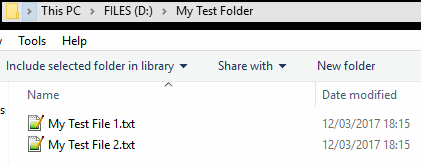 This PC > FILES (D:) > My Test Folder
Tools Help
Include selected folder in library Share with New folder
Name Date modified
My Test File 1.txt 12/03/2017 18:15
My Test File 2.txt 12/03/2017 18:15